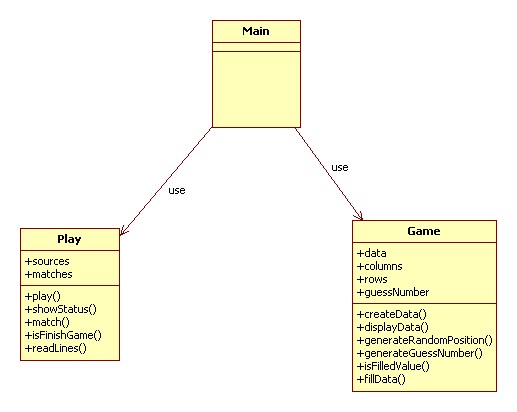 Main
use
use
Play
+sources
+matches
+play()
+showStatus()
+match()
+isFinishGame()
+readLines()
Game
+data
+columns
+rows
+guessNumber
+createData()
+displayData()
+generateRandomPosition()
+generateGuessNumber()
+isFilledValue()
+fillData()